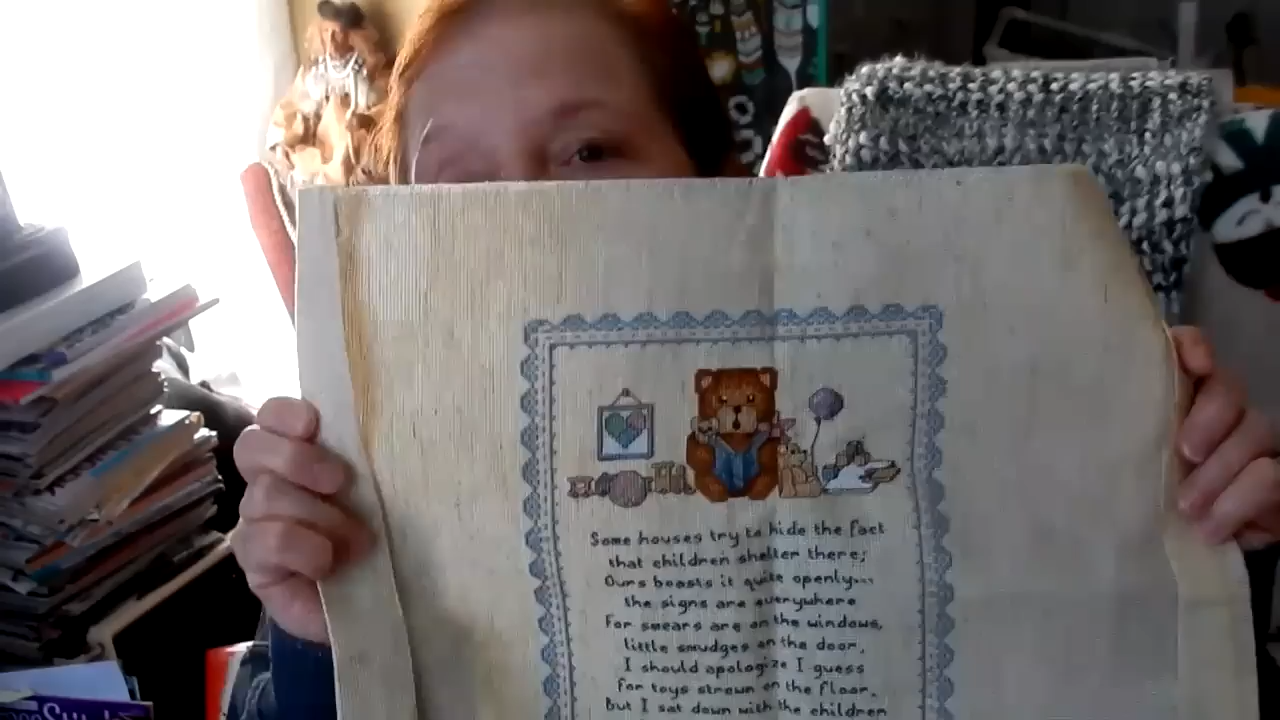 Some houses try to hide the fact
that children shelter there;
Ours boasts it quite openly...
the signs are everywhere
For smears are on the windows,
little smudges on the door,
I should apologize I guess
For toys strewn on the floor.
But I sat down with the children